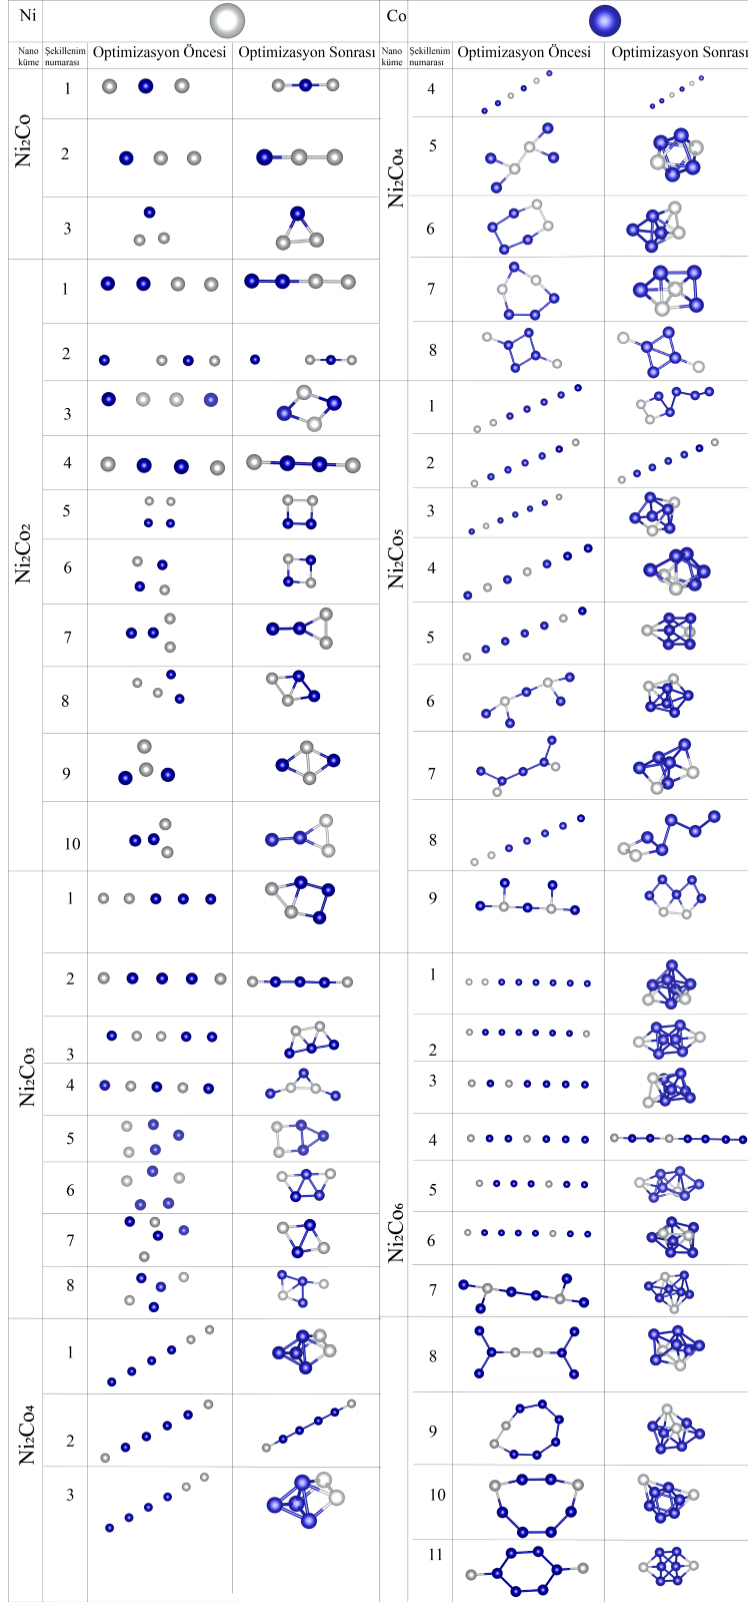 Ni
Co
Nano küme
Şekillenim numarası
Optimizasyon Öncesi
Optimizasyon Sonrası
Nano küme
Şekillenim numarası
Optimizasyon Öncesi
Optimizasyon Sonrası
Ni₂Co
1
2
3
Ni₂Co₂
1
2
3
4
5
6
7
8
9
10
Ni₂Co₃
1
2
3
4
5
6
7
8
Ni₂Co₄
1
2
3
Ni₂Co₄
4
5
6
7
8
Ni₂Co₅
1
2
3
4
5
6
7
8
9
Ni₂Co₆
1
2
3
4
5
6
7
8
9
10
11